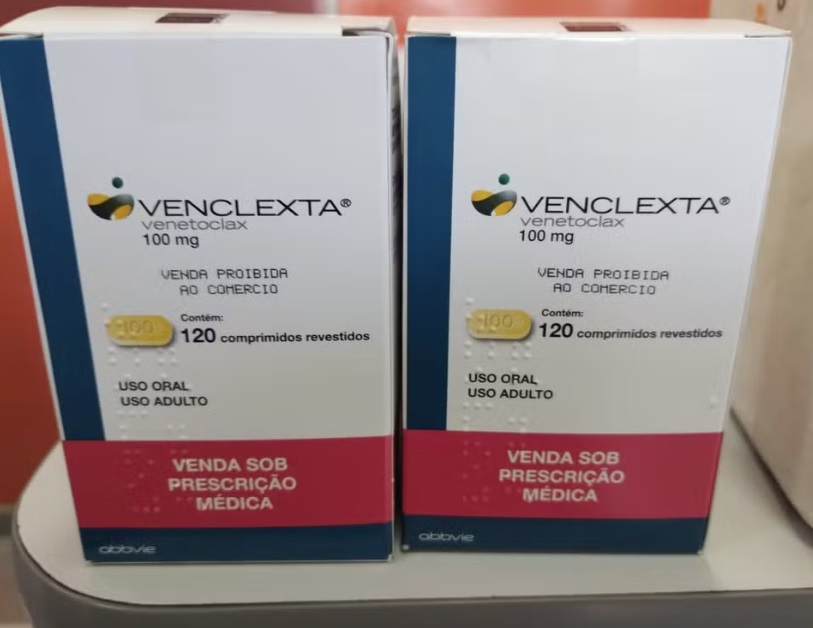 VENCLEXTA®
venetoclax
100 mg
VENDA PROIBIDA
AO COMERCIO
100
Contém:
120 comprimidos revestidos
USO ORAL
USO ADULTO
VENDA SOB
PRESCRIÇÃO
MÉDICA
abbvie
VENCLEXTA®
venetoclax
100 mg
VENDA PROIBIDA
AO COMERCIO
100
Contém:
120 comprimidos revestidos
USO ORAL
USO ADULTO
VENDA SOB
PRESCRIÇÃO
MÉDICA
abbvie